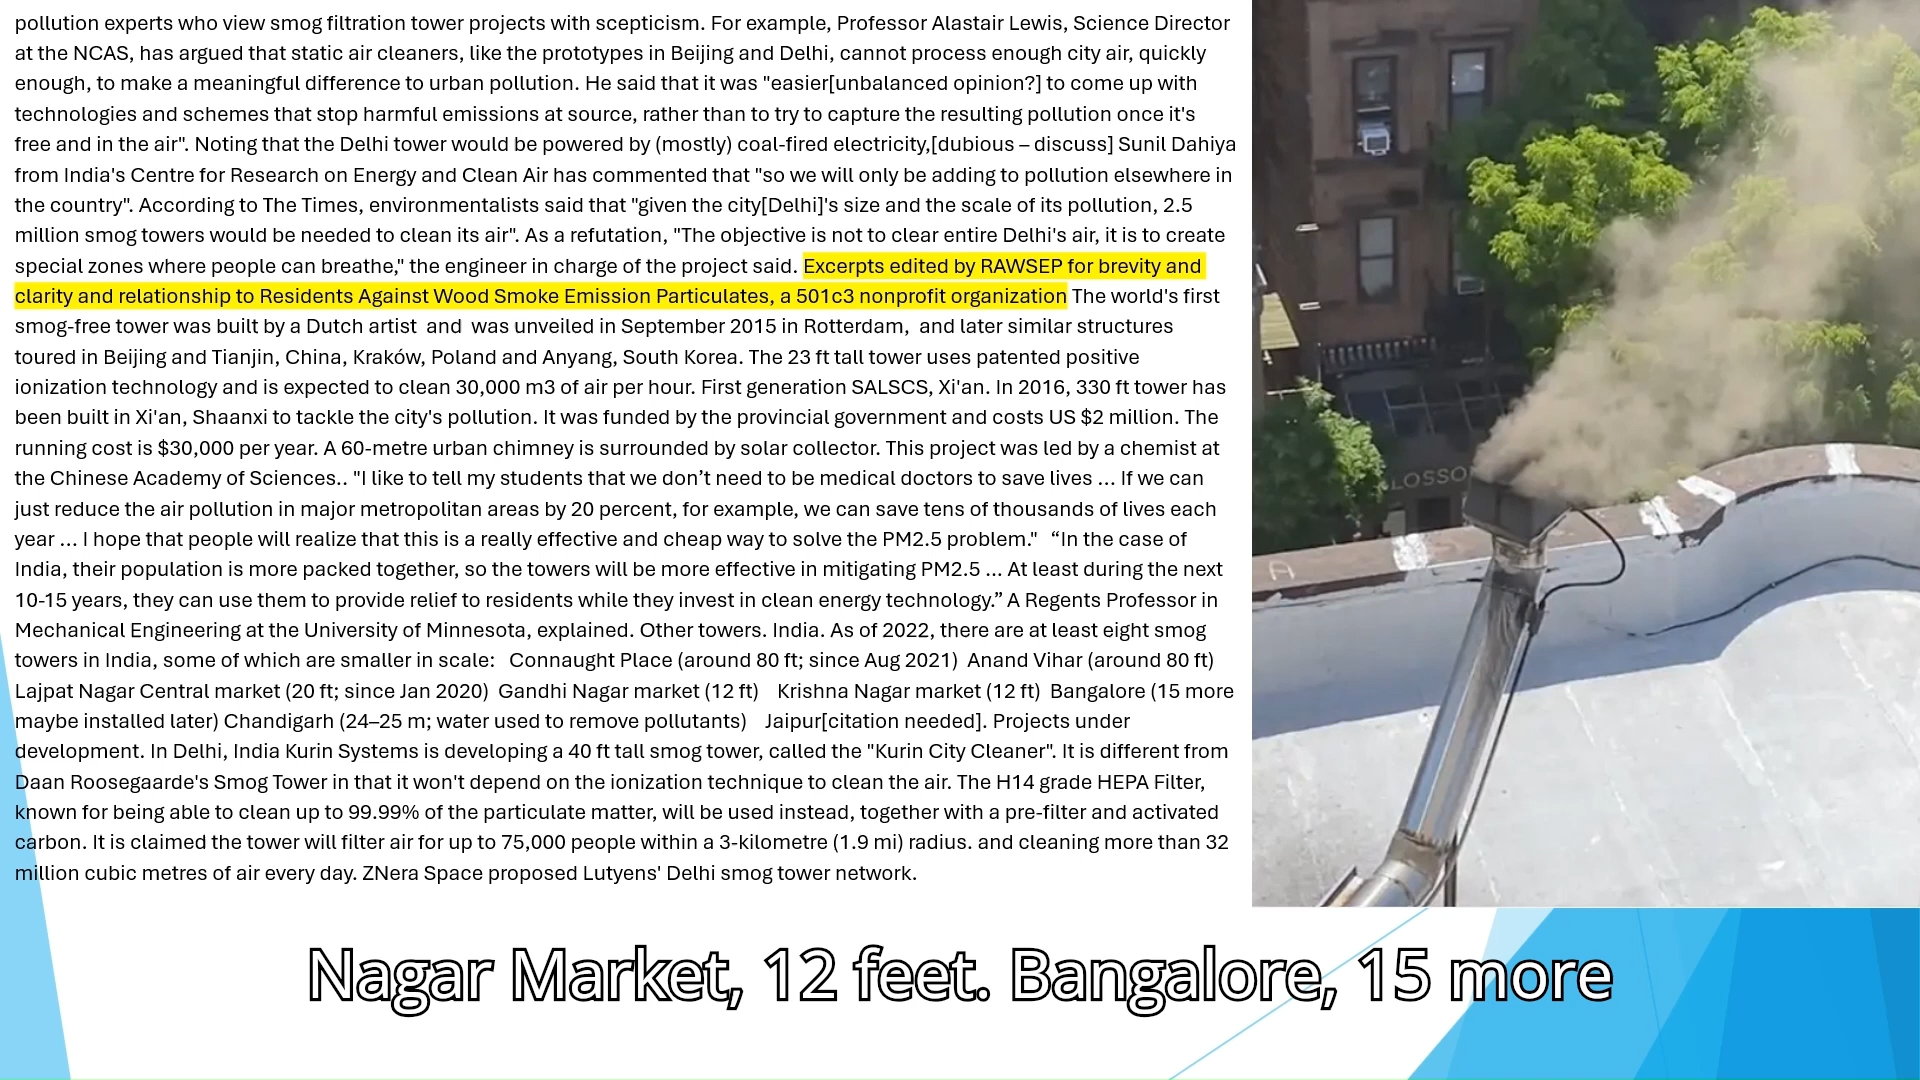 pollution experts who view smog filtration tower projects with scepticism. For example, Professor Alastair Lewis, Science Director
at the NCAS, has argued that static air cleaners, like the prototypes in Beijing and Delhi, cannot process enough city air, quickly
enough, to make a meaningful difference to urban pollution. He said that it was "easier[unbalanced opinion?] to come up with
technologies and schemes that stop harmful emissions at source, rather than to try to capture the resulting pollution once it's
free and in the air". Noting that the Delhi tower would be powered by (mostly) coal-fired electricity,[dubious – discuss] Sunil Dahiya
from India's Centre for Research on Energy and Clean Air has commented that "so we will only be adding to pollution elsewhere in
the country". According to The Times, environmentalists said that "given the city[Delhi]'s size and the scale of its pollution, 2.5
million smog towers would be needed to clean its air". As a refutation, "The objective is not to clear entire Delhi's air, it is to create
special zones where people can breathe," the engineer in charge of the project said. Excerpts edited by RAWSEP for brevity and
clarity and relationship to Residents Against Wood Smoke Emission Particulates, a 501c3 nonprofit organization The world's first
smog-free tower was built by a Dutch artist  and  was unveiled in September 2015 in Rotterdam,  and later similar structures
toured in Beijing and Tianjin, China, Kraków, Poland and Anyang, South Korea. The 23 ft tall tower uses patented positive
ionization technology and is expected to clean 30,000 m3 of air per hour. First generation SALSCS, Xi'an. In 2016, 330 ft tower has
been built in Xi'an, Shaanxi to tackle the city's pollution. It was funded by the provincial government and costs US $2 million. The
running cost is $30,000 per year. A 60-metre urban chimney is surrounded by solar collector. This project was led by a chemist at
the Chinese Academy of Sciences.. "I like to tell my students that we don’t need to be medical doctors to save lives ... If we can
just reduce the air pollution in major metropolitan areas by 20 percent, for example, we can save tens of thousands of lives each
year ... I hope that people will realize that this is a really effective and cheap way to solve the PM2.5 problem."  “In the case of
India, their population is more packed together, so the towers will be more effective in mitigating PM2.5 ... At least during the next
10-15 years, they can use them to provide relief to residents while they invest in clean energy technology.” A Regents Professor in
Mechanical Engineering at the University of Minnesota, explained. Other towers. India. As of 2022, there are at least eight smog
towers in India, some of which are smaller in scale:  Connaught Place (around 80 ft; since Aug 2021)  Anand Vihar (around 80 ft)
Lajpat Nagar Central market (20 ft; since Jan 2020)  Gandhi Nagar market (12 ft)   Krishna Nagar market (12 ft)  Bangalore (15 more
maybe installed later) Chandigarh (24–25 m; water used to remove pollutants)   Jaipur[citation needed]. Projects under
development. In Delhi, India Kurin Systems is developing a 40 ft tall smog tower, called the "Kurin City Cleaner". It is different from
Daan Roosegaarde's Smog Tower in that it won't depend on the ionization technique to clean the air. The H14 grade HEPA Filter,
known for being able to clean up to 99.99% of the particulate matter, will be used instead, together with a pre-filter and activated
carbon. It is claimed the tower will filter air for up to 75,000 people within a 3-kilometre (1.9 mi) radius. and cleaning more than 32
million cubic metres of air every day. ZNera Space proposed Lutyens' Delhi smog tower network.
Nagar Market, 12 feet. Bangalore, 15 more